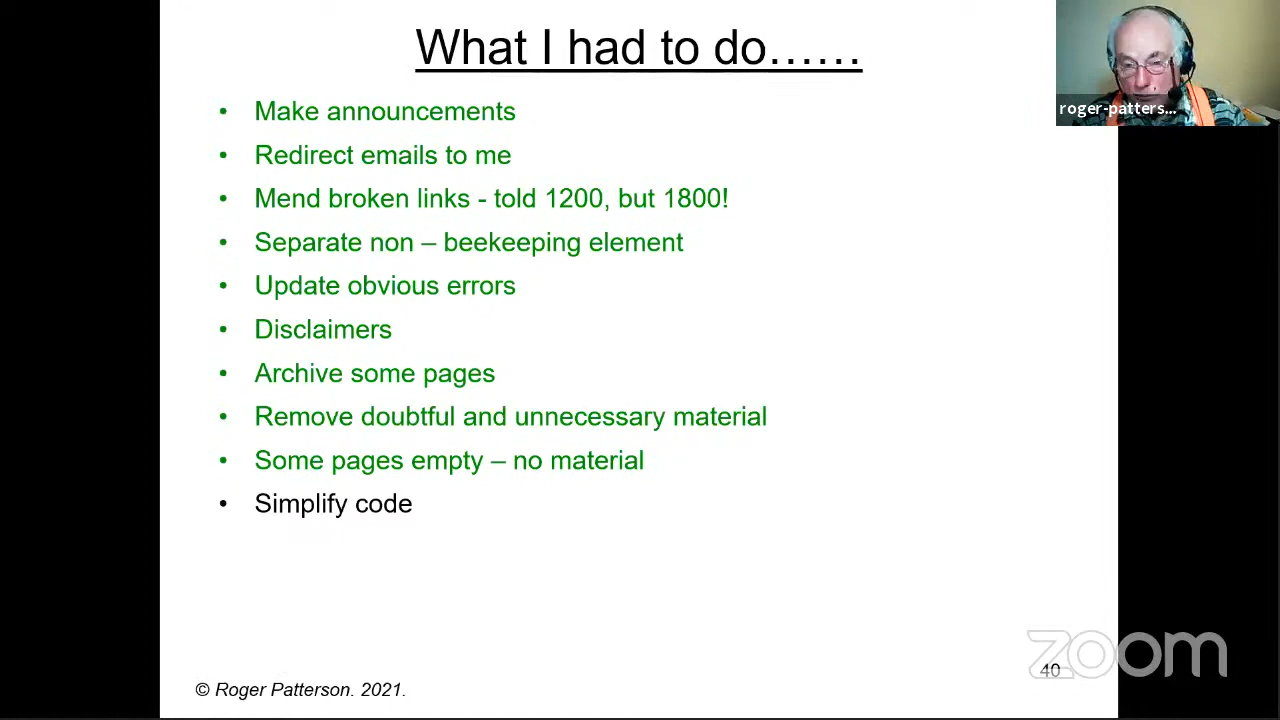 What I had to do……
• Make announcements
• Redirect emails to me
• Mend broken links - told 1200, but 1800!
• Separate non – beekeeping element
• Update obvious errors
• Disclaimers
• Archive some pages
• Remove doubtful and unnecessary material
• Some pages empty – no material
• Simplify code
roger-patters...
© Roger Patterson. 2021.
40
zoom